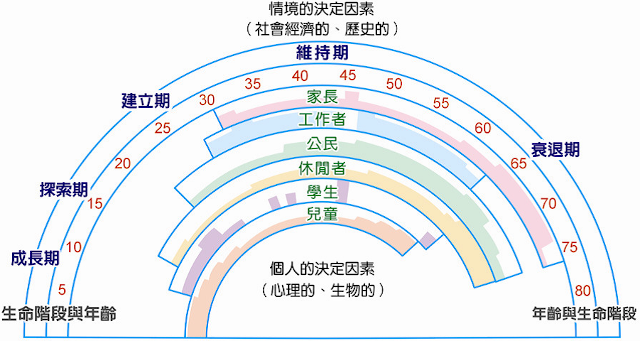 情境的決定因素
（社會經濟的、歷史的）
維持期
建立期
衰退期
探索期
成長期
5
10
15
20
25
30
35
40
45
50
55
60
65
70
75
80
家長
工作者
公民
休閒者
學生
兒童
個人的決定因素
（心理的、生物的）
生命階段與年齡
年齡與生命階段